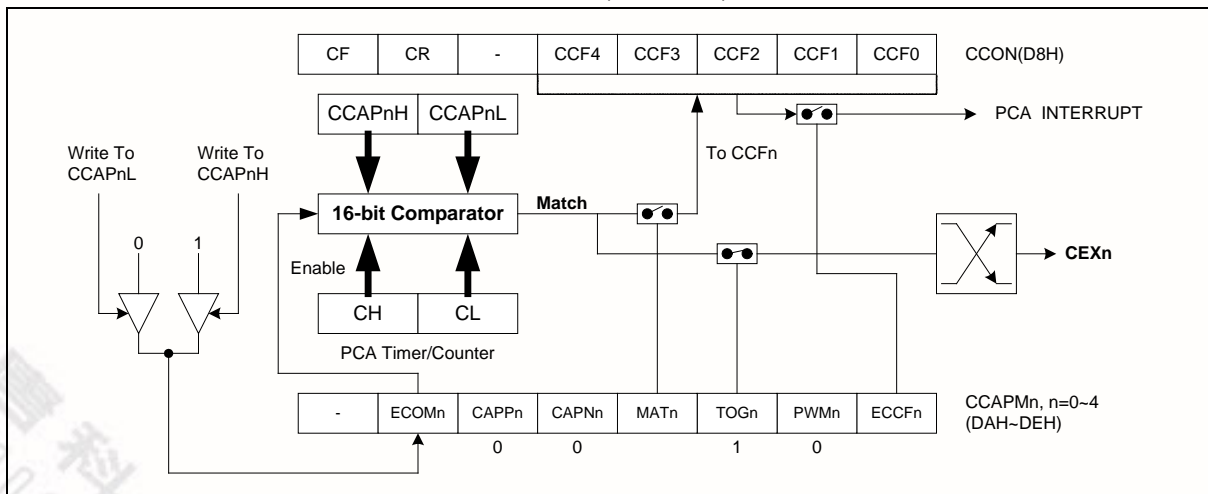 CF CR - CCF4 CCF3 CCF2 CCF1 CCF0 CCON(D8H)
CCAPnH CCAPnL
PCA INTERRUPT
Write To
CCAPnL
Write To
CCAPnH
To CCFn
16-bit Comparator
Match
0 1
Enable
CEXn
CH CL
PCA Timer/Counter
- ECOMn CAPPn CAPNn MATn TOGn PWMn ECCFn
CCAPMn, n=0~4
(DAH~DEH)
0 0 1 0
唐科